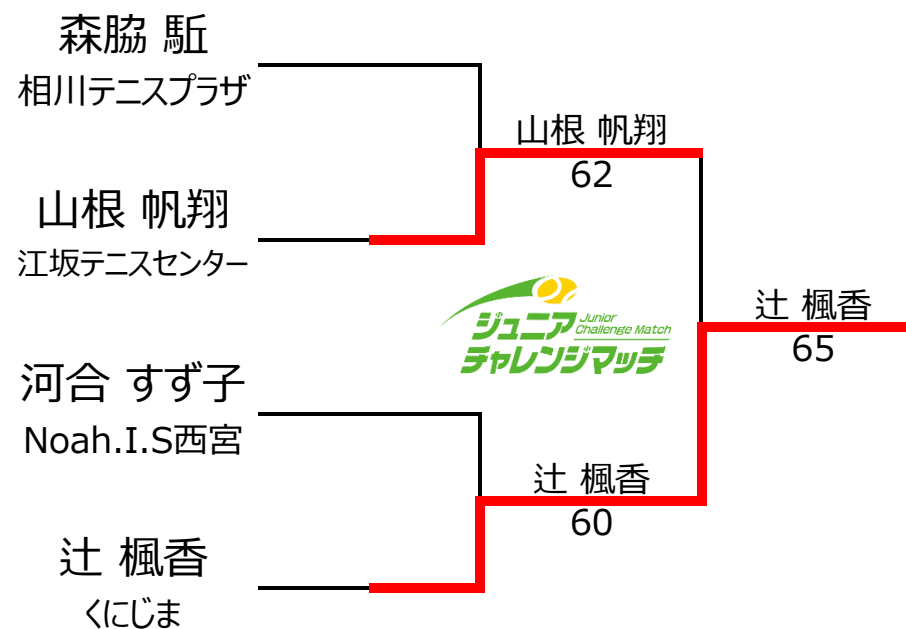 森脇 駈
相川テニスプラザ
山根 帆翔
62
山根 帆翔
江坂テニスセンター
ジュニア
Junior
Challenge Match
チャレンジマッチ
辻 楓香
65
河合 すず子
Noah.I.S西宮
辻 楓香
60
辻 楓香
くにじま